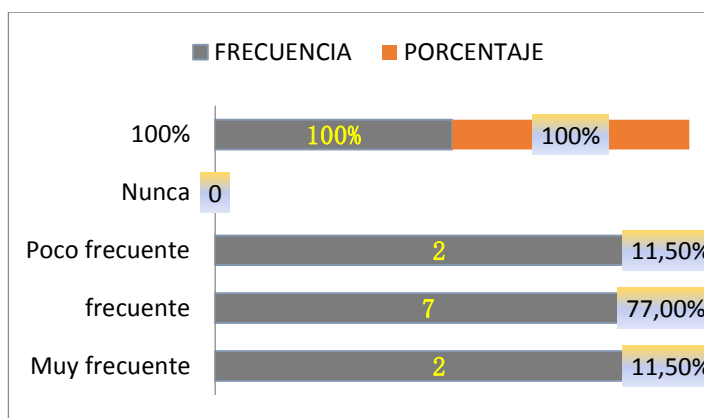 FRECUENCIA PORCENTAJE
100% 100% 100%
Nunca 0
Poco frecuente 2 11,50%
frecuente 7 77,00%
Muy frecuente 2 11,50%